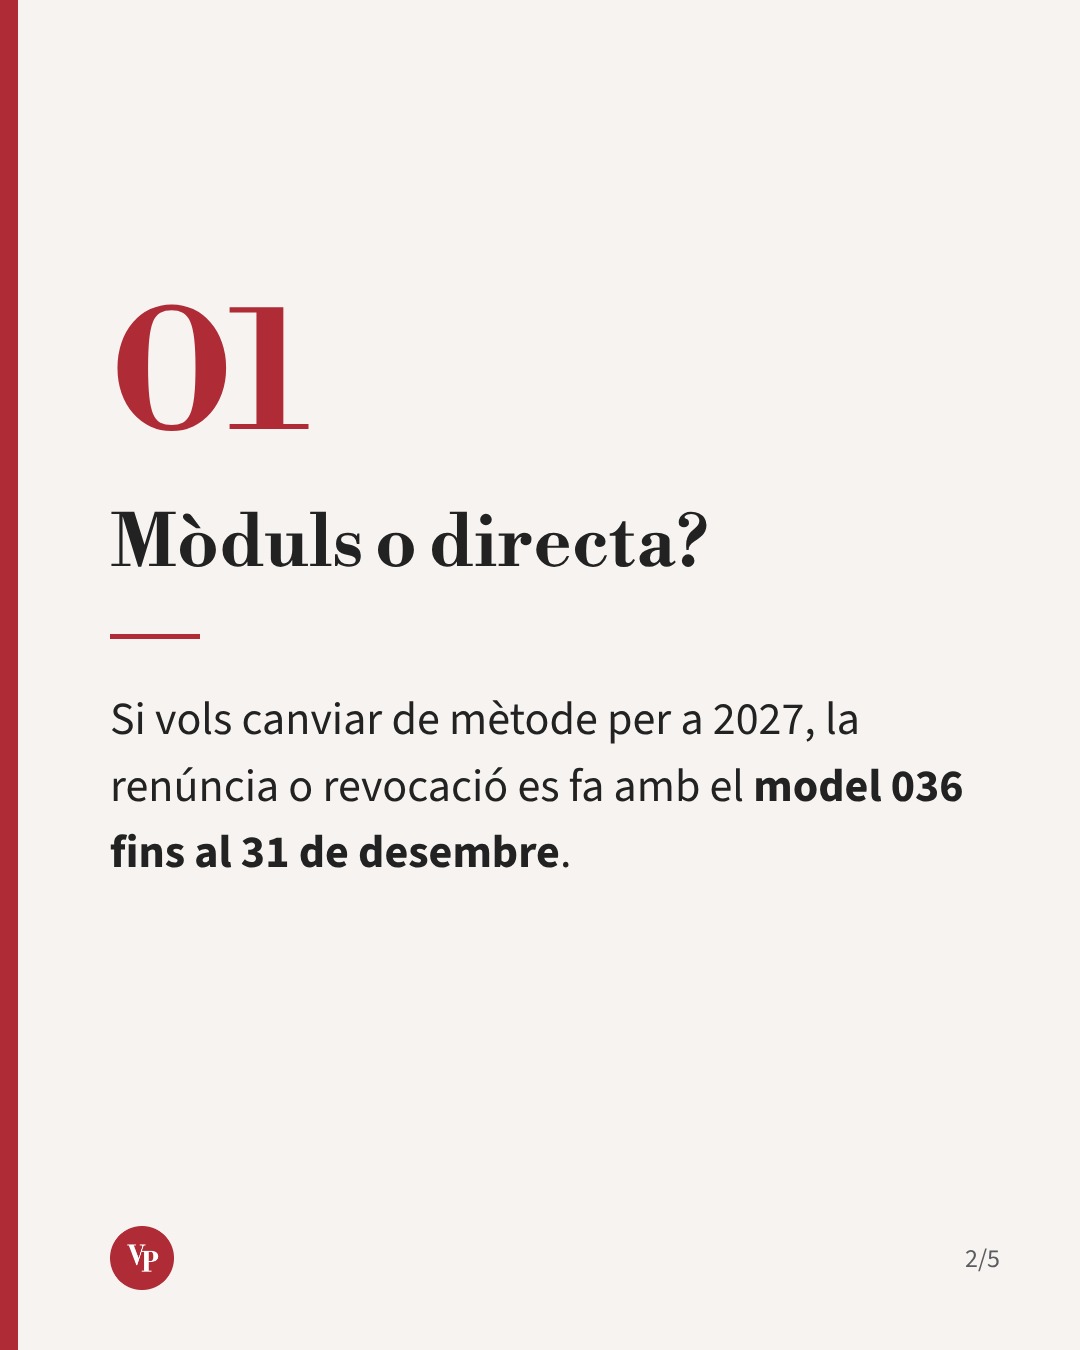 01
Mòduls o directa?
Si vols canviar de mètode per a 2027, la
renúncia o revocació es fa amb el model 036
fins al 31 de desembre.
VP
2/5